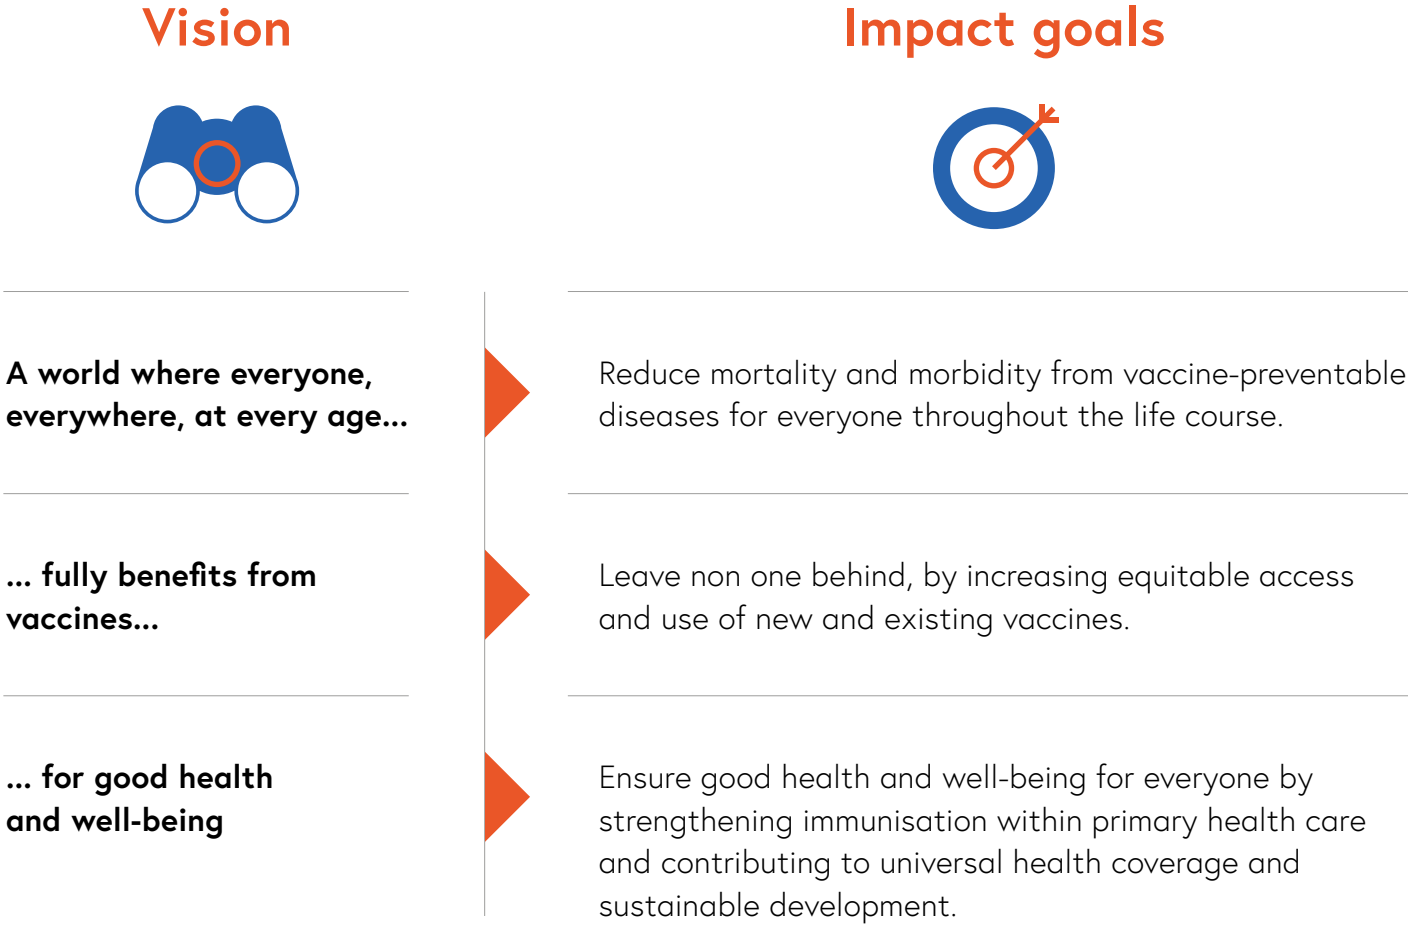 Vision
Impact goals
A world where everyone,
everywhere, at every age...
Reduce mortality and morbidity from vaccine-preventable
diseases for everyone throughout the life course.
... fully benefits from
vaccines...
Leave non one behind, by increasing equitable access
and use of new and existing vaccines.
... for good health
and well-being
Ensure good health and well-being for everyone by
strengthening immunisation within primary health care
and contributing to universal health coverage and
sustainable development.